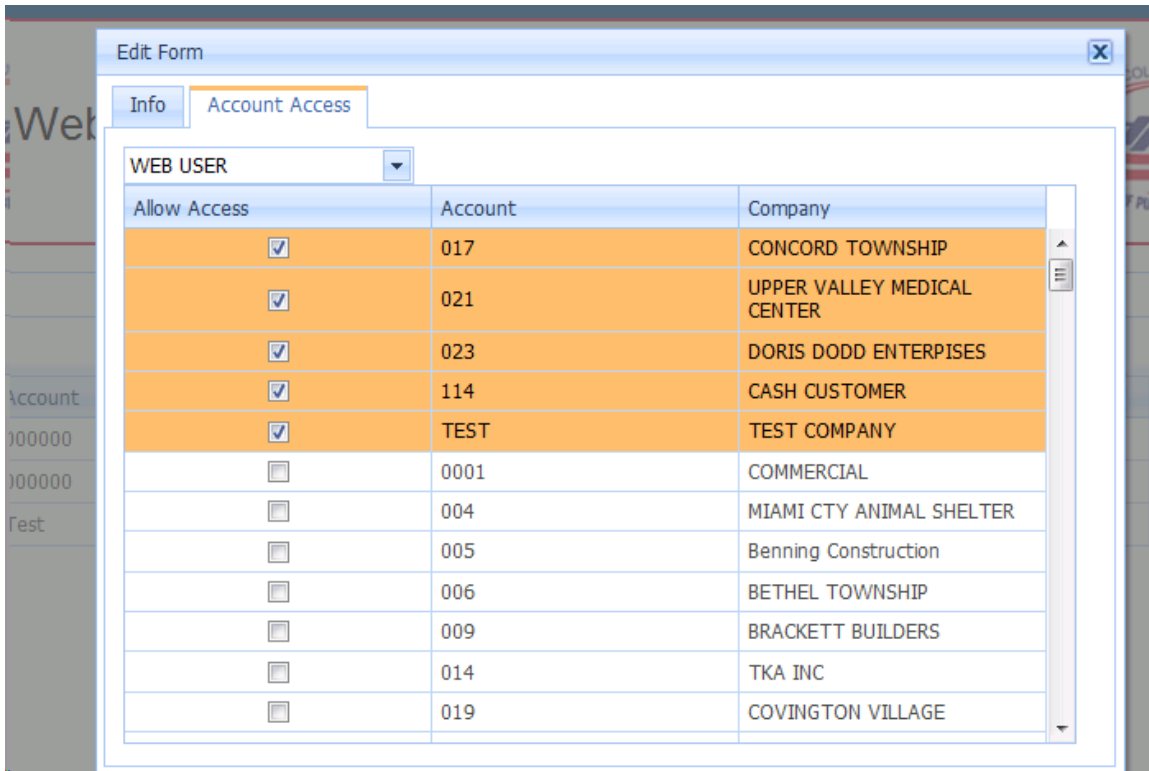 Edit Form
Info Account Access
Web
WEB USER
Allow Access Account Company
017 CONCORD TOWNSHIP
021 UPPER VALLEY MEDICAL
CENTER
023 DORIS DODD ENTERPISES
114 CASH CUSTOMER
Account
TEST TEST COMPANY
000000
0001 COMMERCIAL
000000
004 MIAMI CTY ANIMAL SHELTER
Test
005 Benning Construction
006 BETHEL TOWNSHIP
009 BRACKETT BUILDERS
014 TKA INC
019 COVINGTON VILLAGE